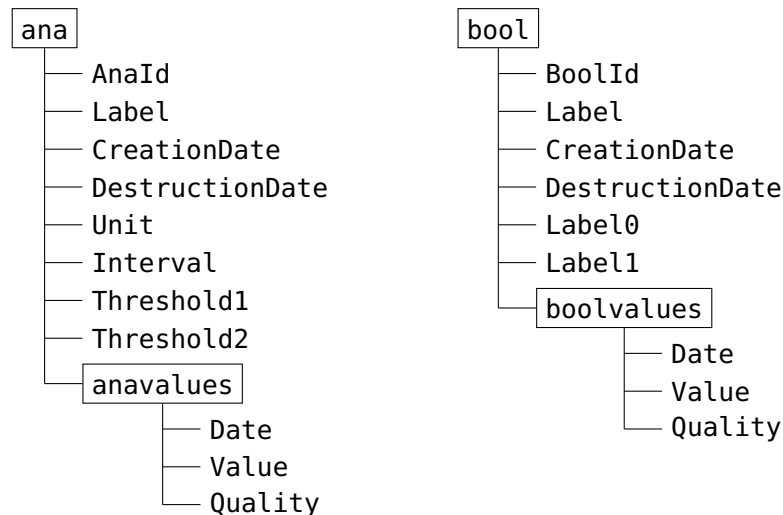 ana
AnaId
Label
CreationDate
DestructionDate
Unit
Interval
Threshold1
Threshold2
anavalues
Date
Value
Quality
bool
BoolId
Label
CreationDate
DestructionDate
Label0
Label1
boolvalues
Date
Value
Quality